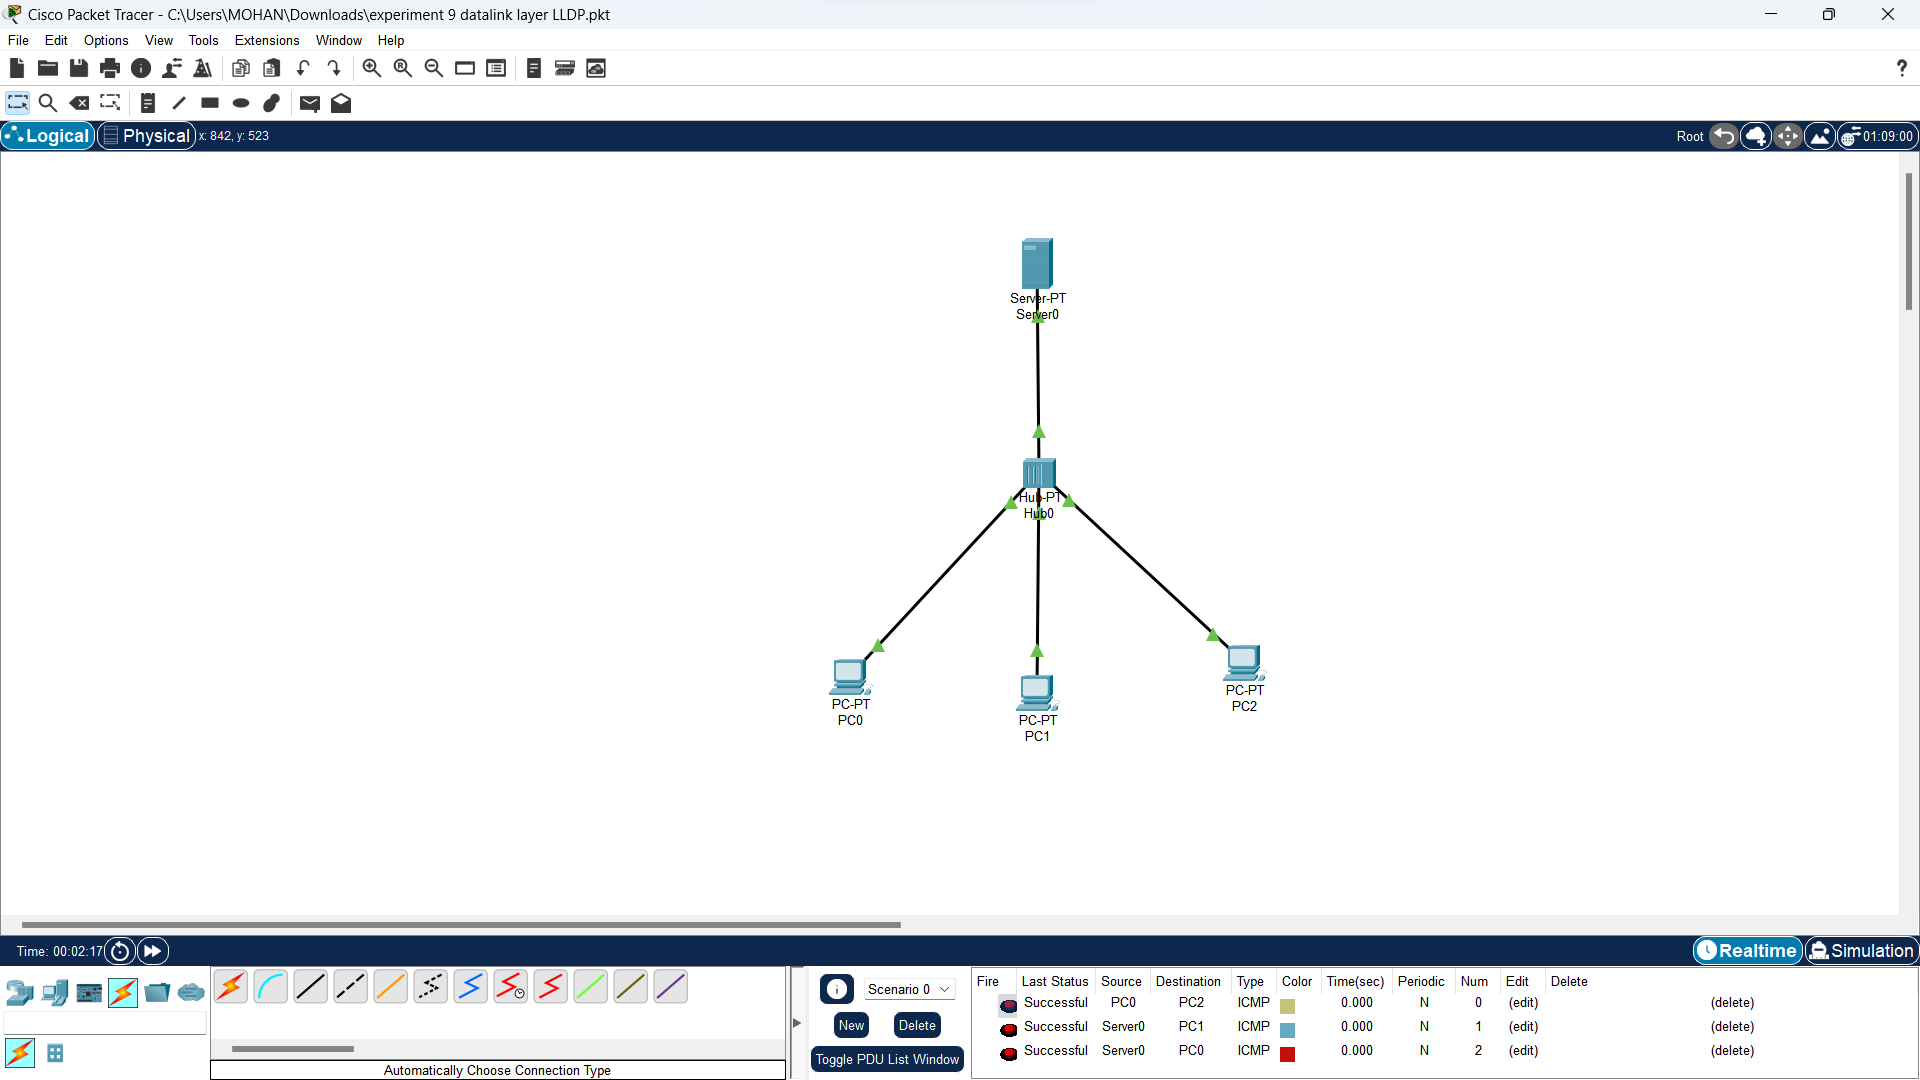 Cisco Packet Tracer - C:\Users\MOHAN\Downloads\experiment 9 datalink layer LLDP.pkt
File Edit Options View Tools Extensions Window Help
Logical Physical x: 842, y: 523 Root 01:09:00
Server-PT
Server0
Hub-PT
Hub0
PC-PT
PC0
PC-PT
PC1
PC-PT
PC2
Time: 00:02:17 Realtime Simulation
Scenario 0
New Delete
Toggle PDU List Window
Automatically Choose Connection Type
Fire Last Status Source Destination Type Color Time(sec) Periodic Num Edit Delete
Successful PC0 PC2 ICMP 0.000 N 0 (edit) (delete)
Successful Server0 PC1 ICMP 0.000 N 1 (edit) (delete)
Successful Server0 PC0 ICMP 0.000 N 2 (edit) (delete)